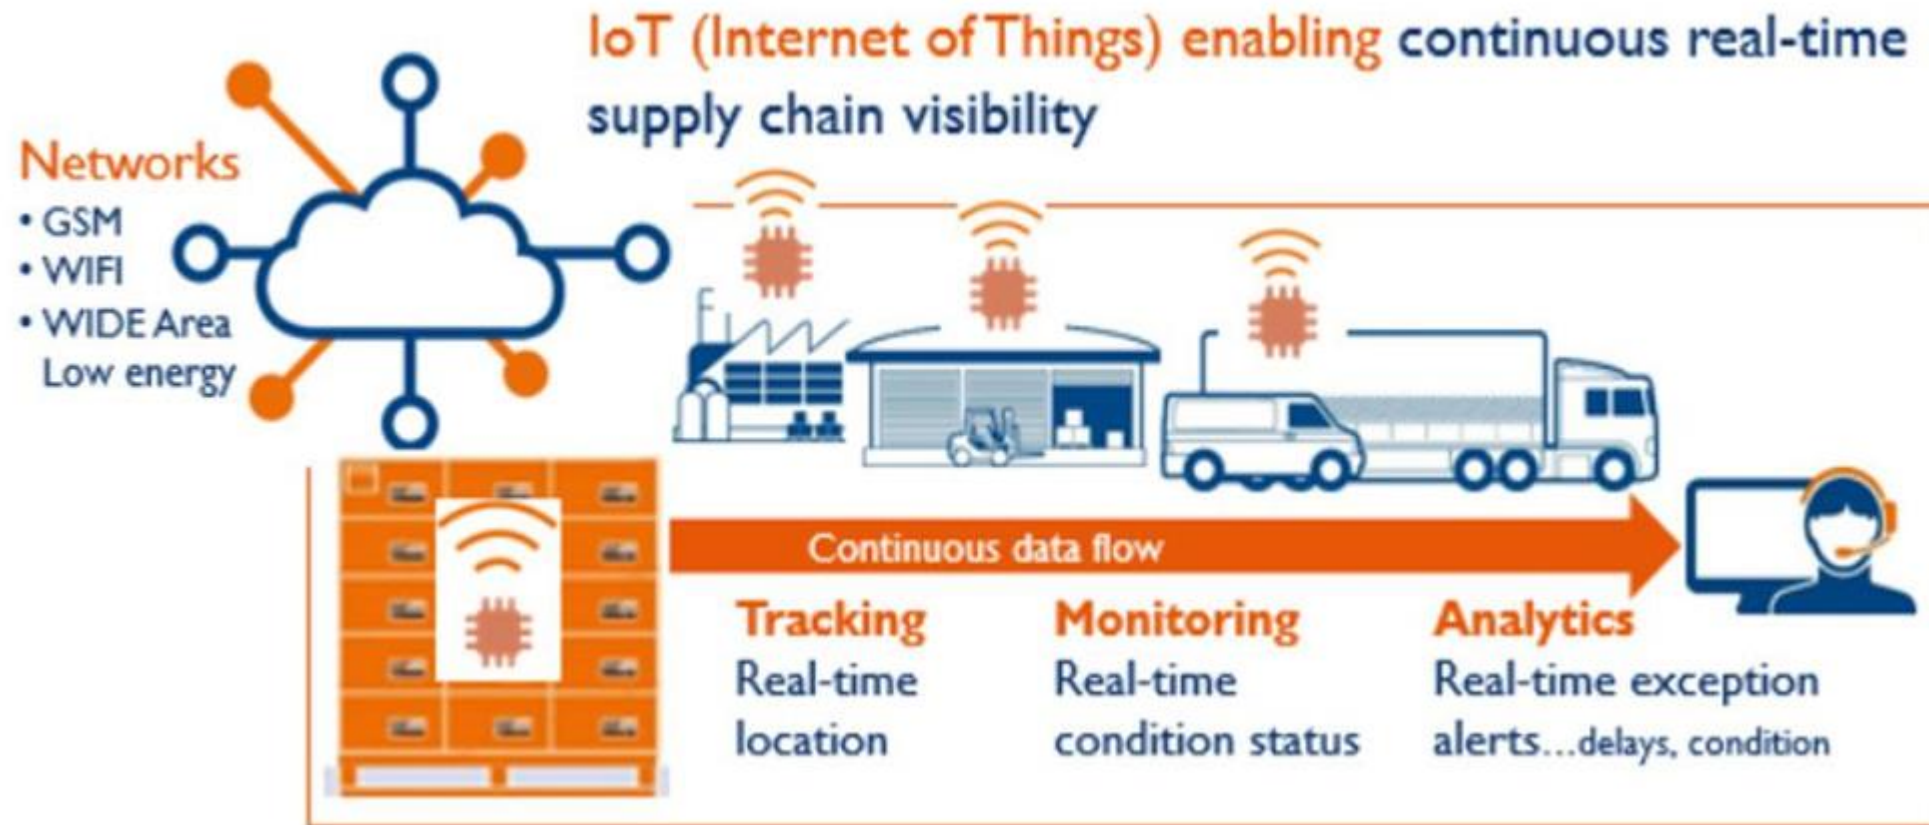 IoT (Internet of Things) enabling continuous real-time
supply chain visibility
Networks
• GSM
• WIFI
• WIDE Area
Low energy
Continuous data flow
Tracking
Real-time
location
Monitoring
Real-time
condition status
Analytics
Real-time exception
alerts...delays, condition